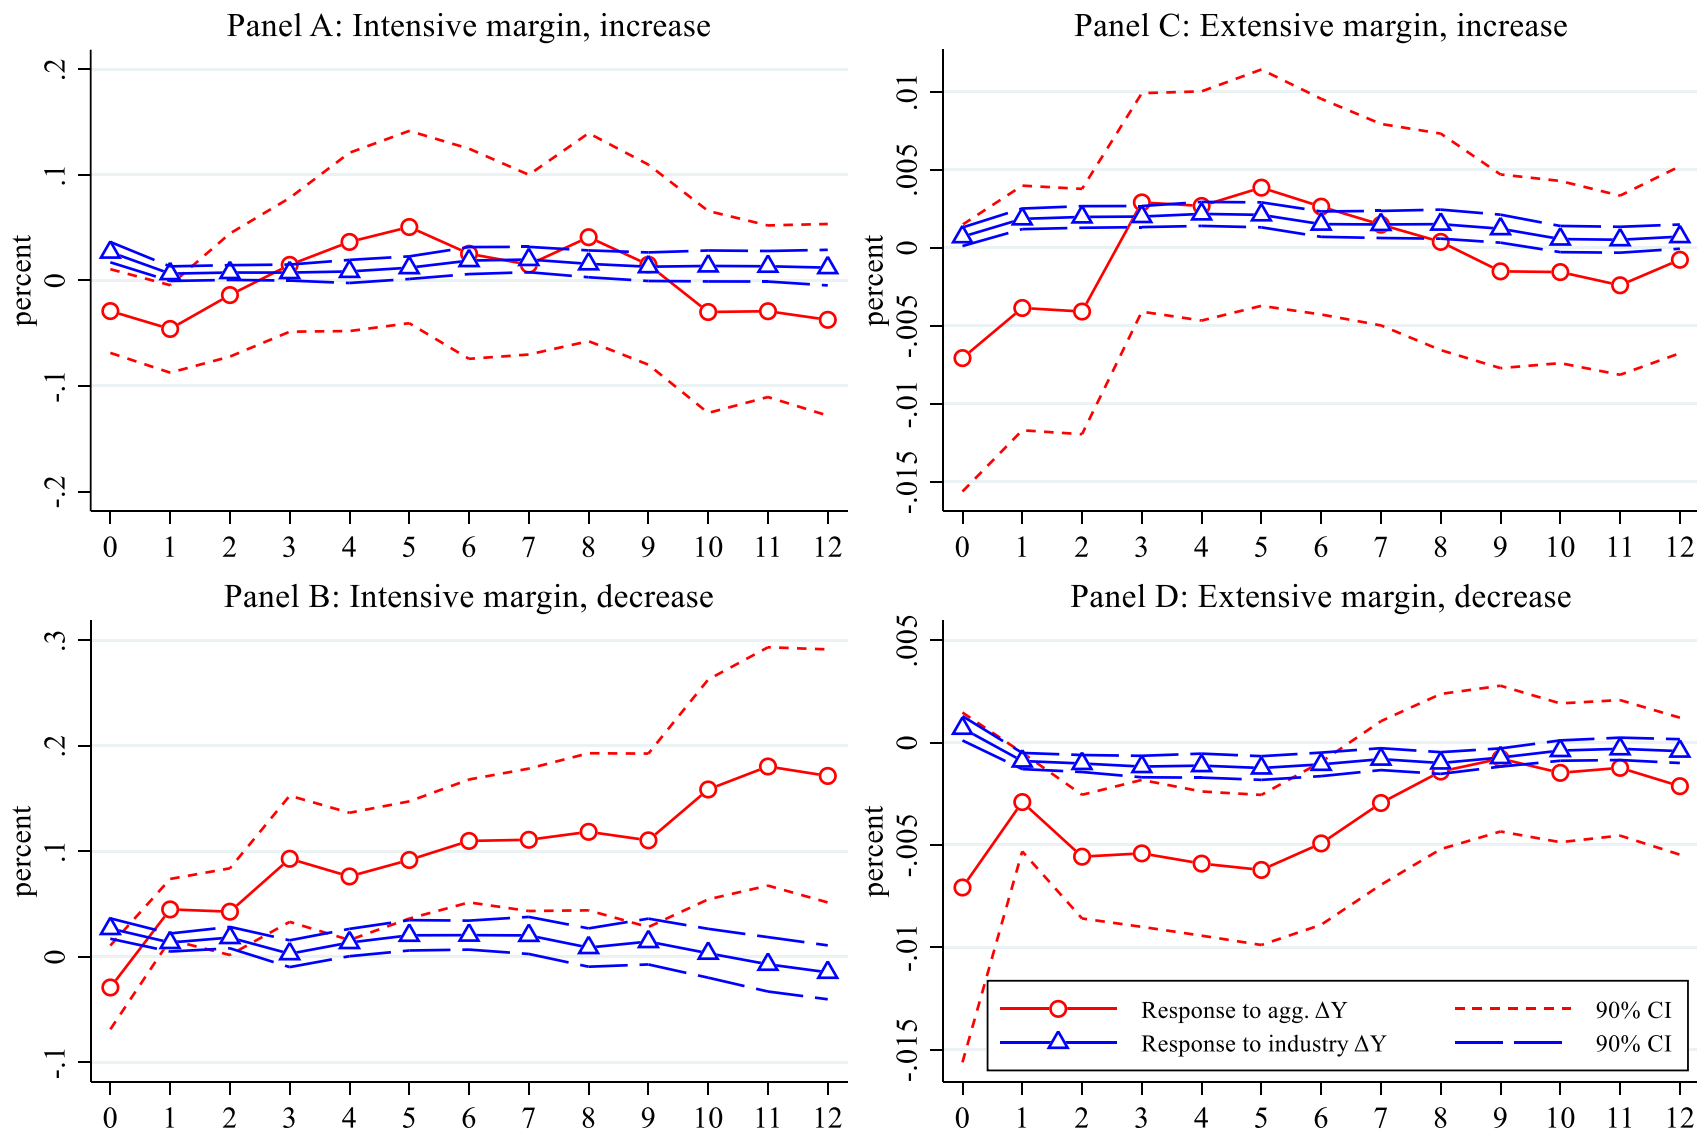 Panel A: Intensive margin, increase
percent
.2
.1
0
-.1
-.2
0 1 2 3 4 5 6 7 8 9 10 11 12
Panel C: Extensive margin, increase
percent
.01
.005
0
-.005
-.01
-.015
0 1 2 3 4 5 6 7 8 9 10 11 12
Panel B: Intensive margin, decrease
percent
.3
.2
.1
0
-.1
0 1 2 3 4 5 6 7 8 9 10 11 12
Panel D: Extensive margin, decrease
percent
.005
0
-.005
-.01
-.015
Response to agg. ΔY 90% CI
Response to industry ΔY 90% CI
0 1 2 3 4 5 6 7 8 9 10 11 12